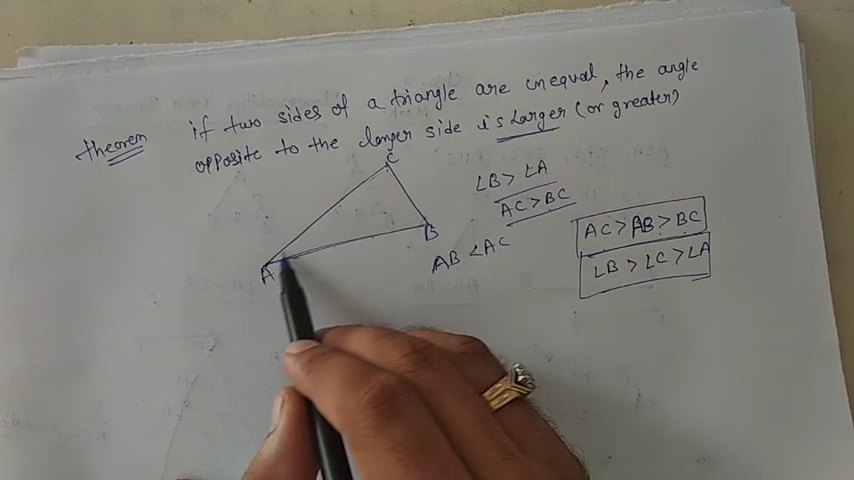 theorem if two sides of a triangle are unequal, the angle
opposite to the longer side is larger (or greater)
C
∠B > ∠A
AC > BC
AC > AB > BC
B
AB < AC
∠B > ∠C > ∠A
A